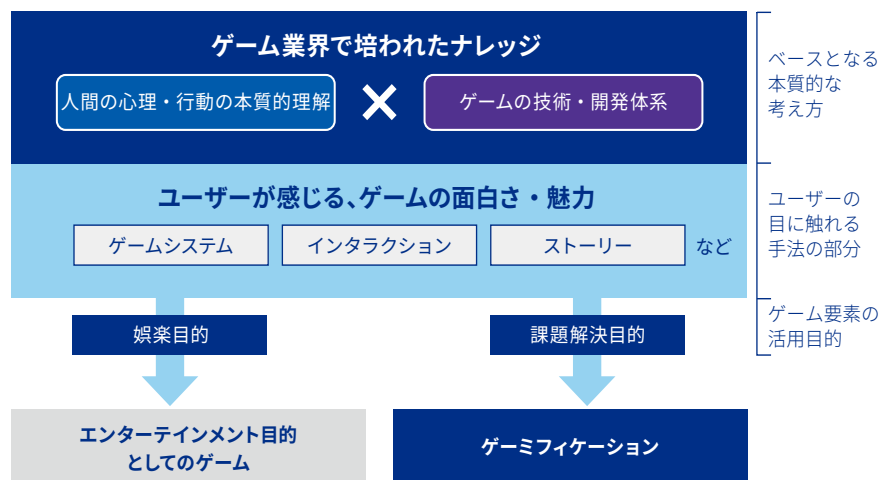 ゲーム業界で培われたナレッジ
人間の心理・行動の本質的理解
×
ゲームの技術・開発体系
ベースとなる
本質的な
考え方
ユーザーが感じる、ゲームの面白さ・魅力
ゲームシステム
インタラクション
ストーリー
など
ユーザーの
目に触れる
手法の部分
娯楽目的
課題解決目的
ゲーム要素の
活用目的
エンターテインメント目的
としてのゲーム
ゲーミフィケーション